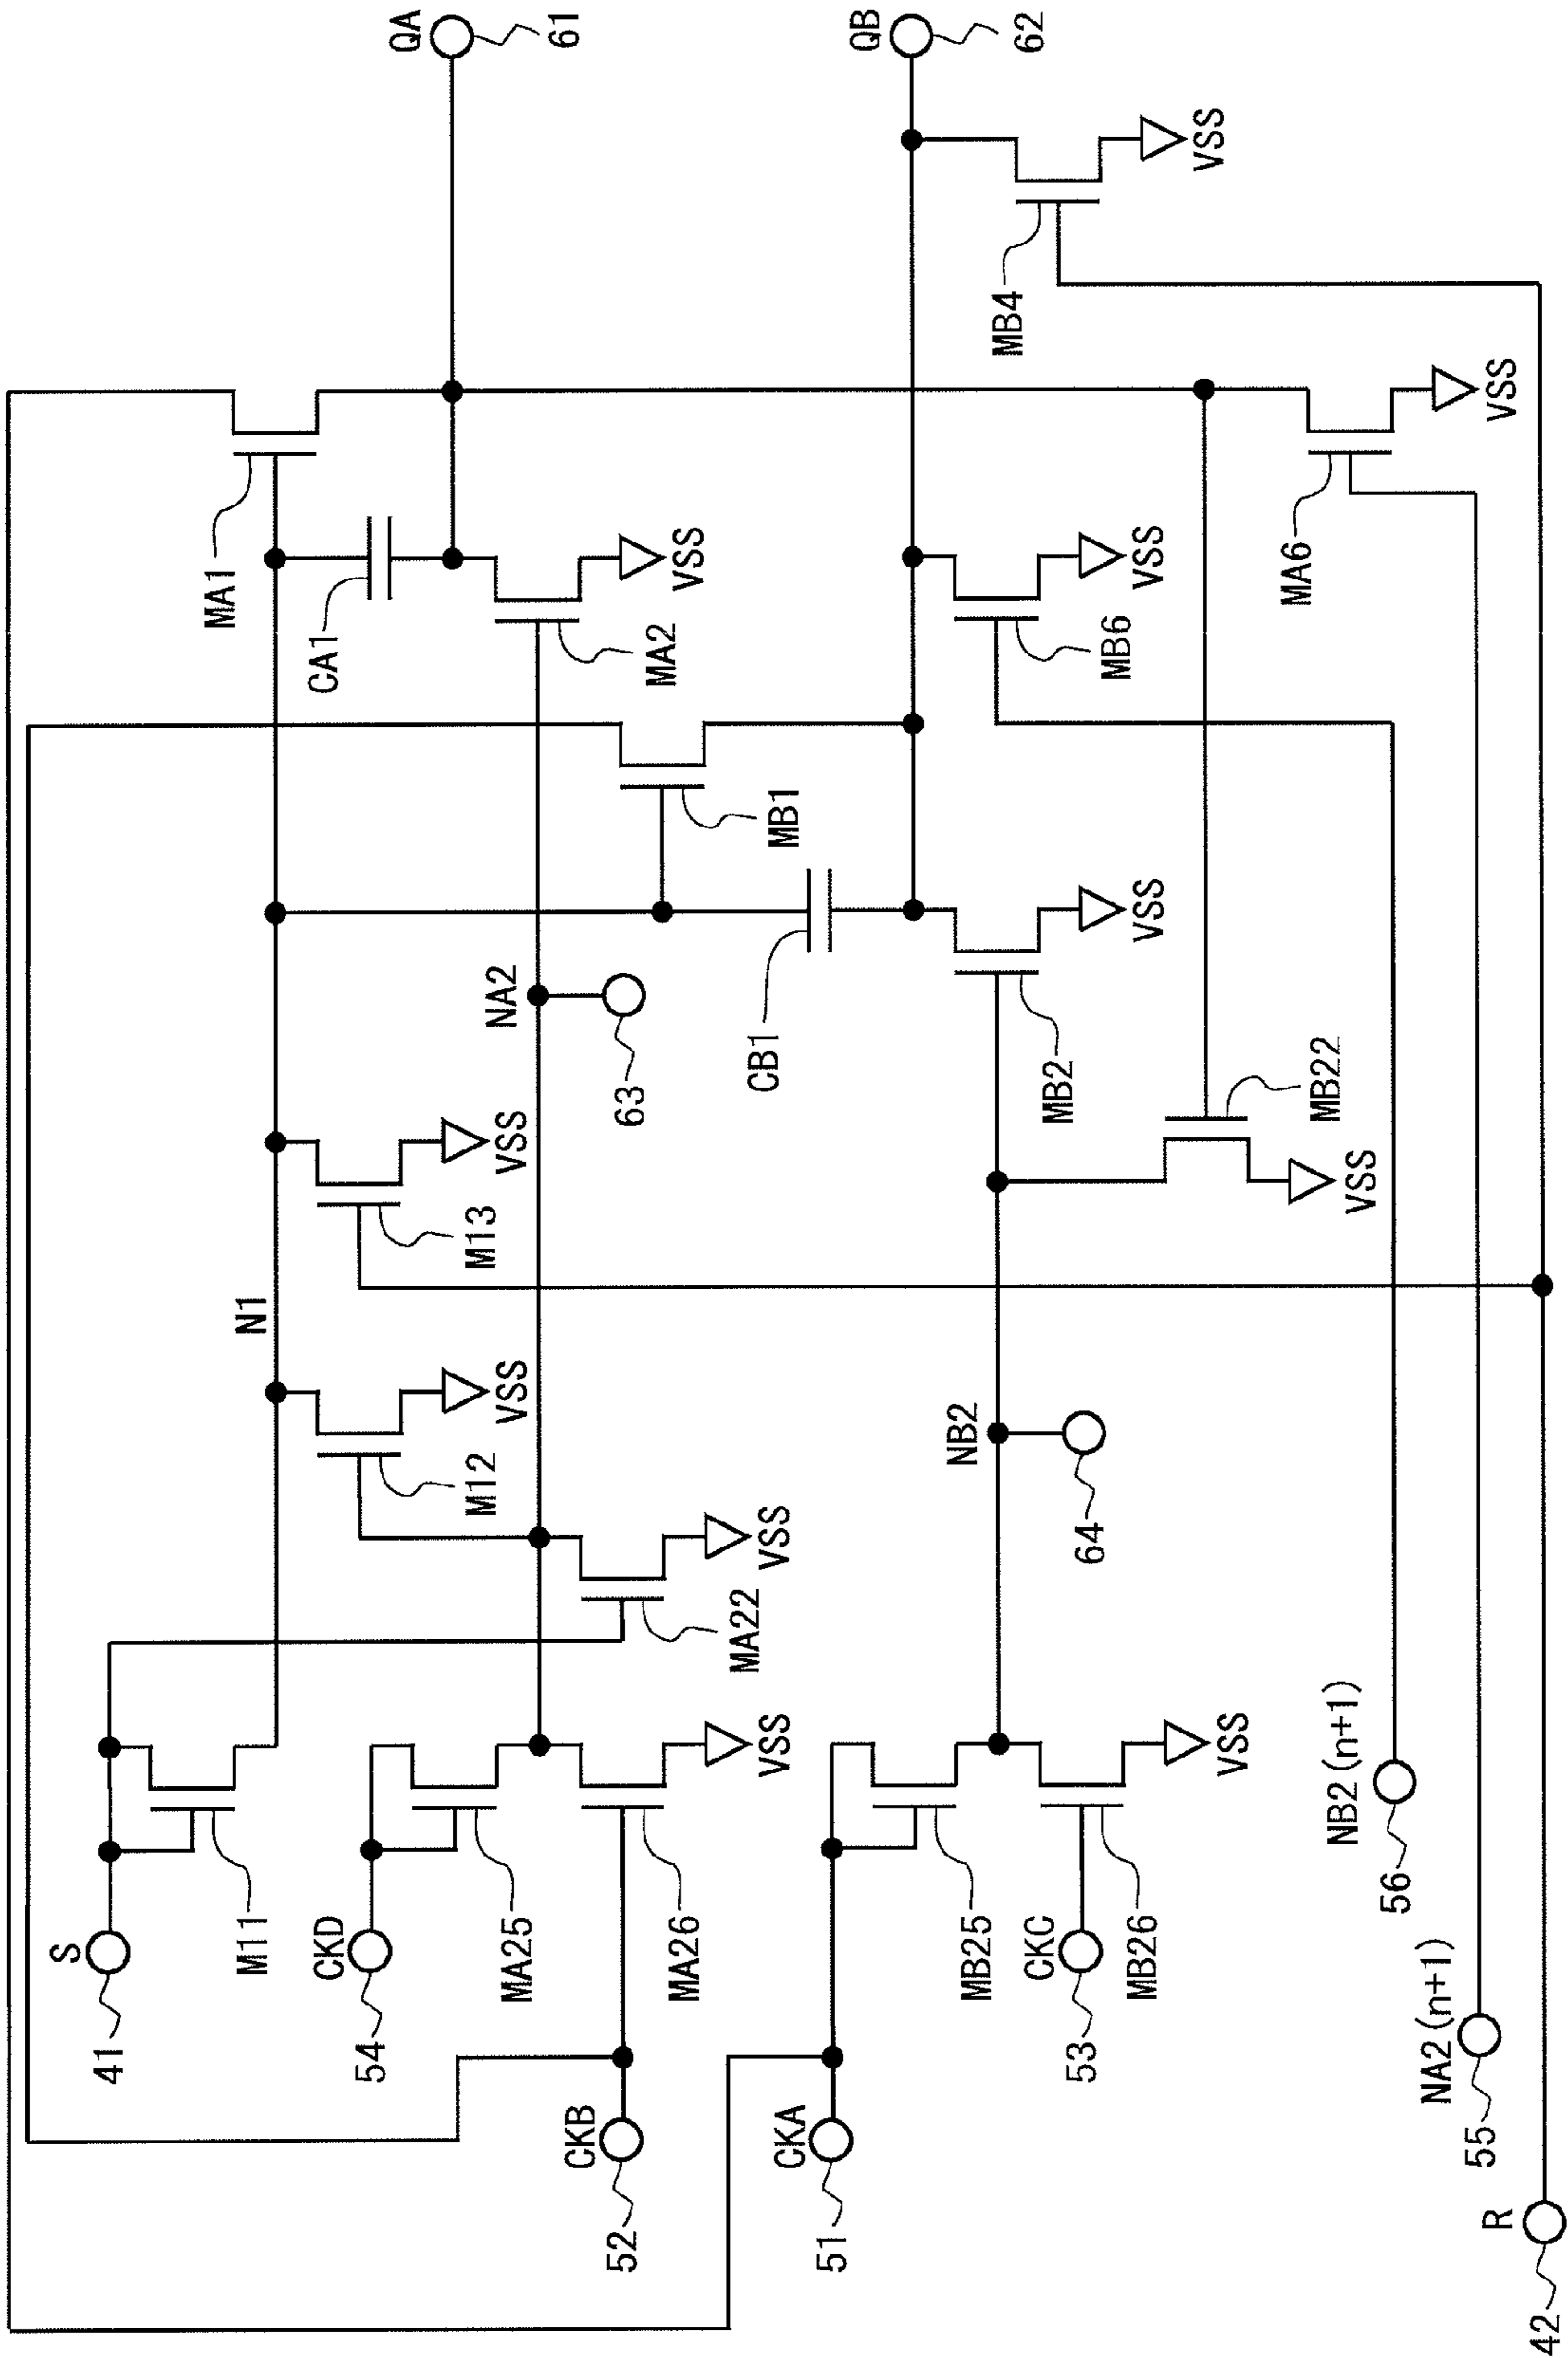 QA
61
QB
62
VSS
MB4
MA1
CA1
VSS
MA2
VSS
MB6
VSS
MA6
MB1
NA2
63
CB1
VSS
MB2
MB22
VSS
VSS
M13
N1
VSS
M12
NB2
64
VSS
MA22
S
41
M11
CKD
54
MA25
VSS
MA26
MB25
VSS
CKC
53
MB26
NB2(n+1)
56
NA2(n+1)
55
CKB
52
CKA
51
R
42